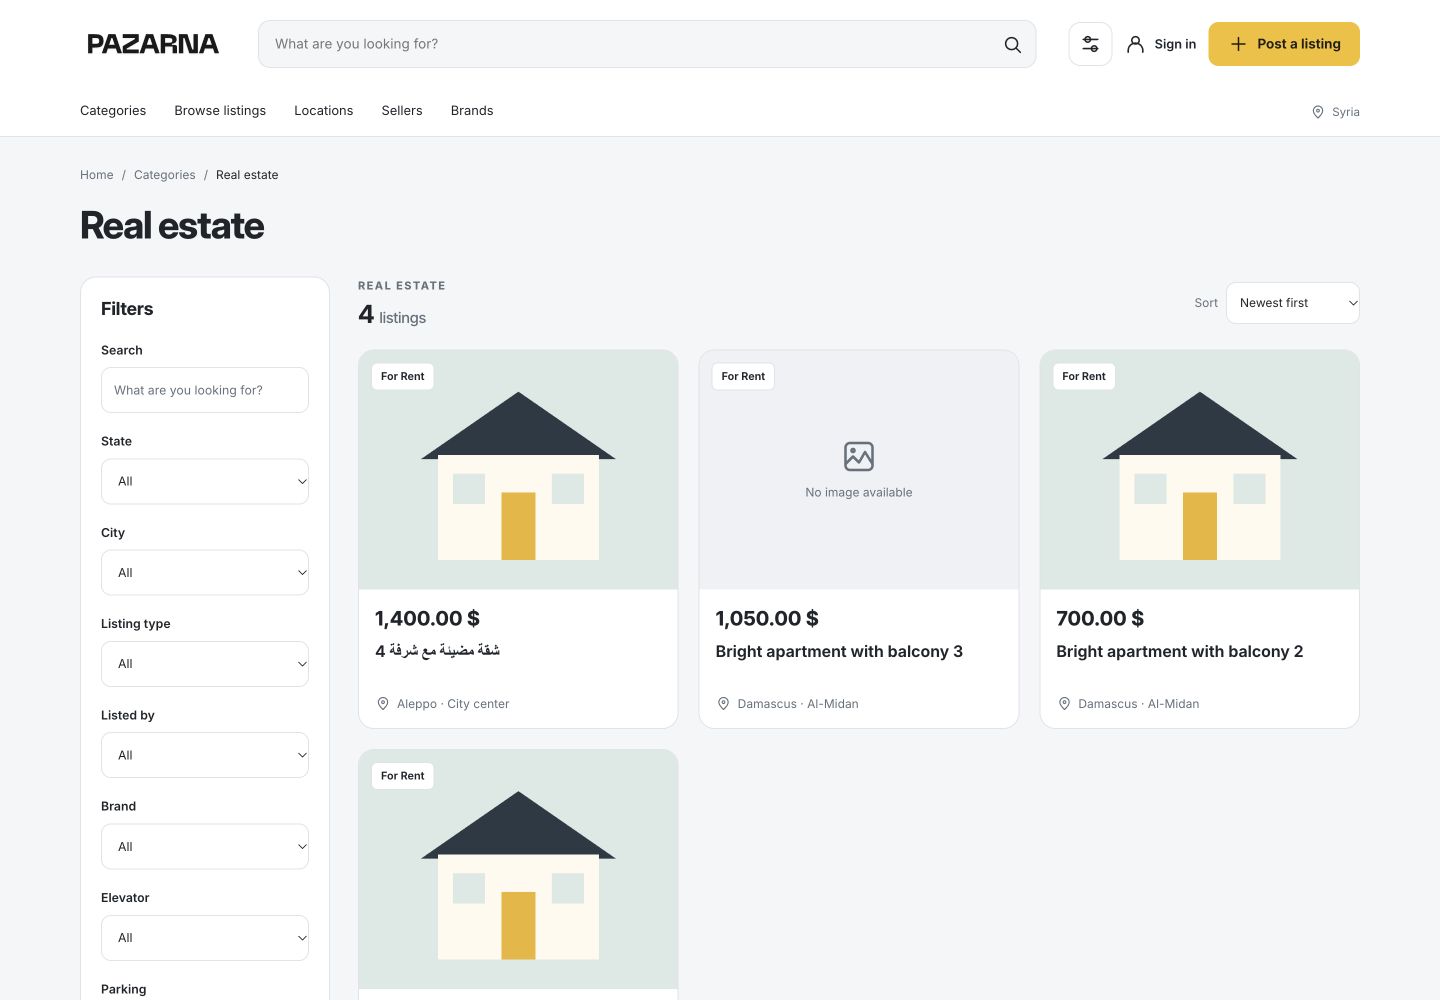 PAZARNA
What are you looking for?
Sign in
Post a listing
Categories
Browse listings
Locations
Sellers
Brands
Syria
Home / Categories / Real estate
Real estate
Filters
Search
What are you looking for?
State
All
City
All
Listing type
All
Listed by
All
Brand
All
Elevator
All
Parking
REAL ESTATE
4 listings
Sort
Newest first
For Rent
1,400.00 $
شقة مضيئة مع شرفة 4
Aleppo · City center
For Rent
No image available
1,050.00 $
Bright apartment with balcony 3
Damascus · Al-Midan
For Rent
700.00 $
Bright apartment with balcony 2
Damascus · Al-Midan
For Rent